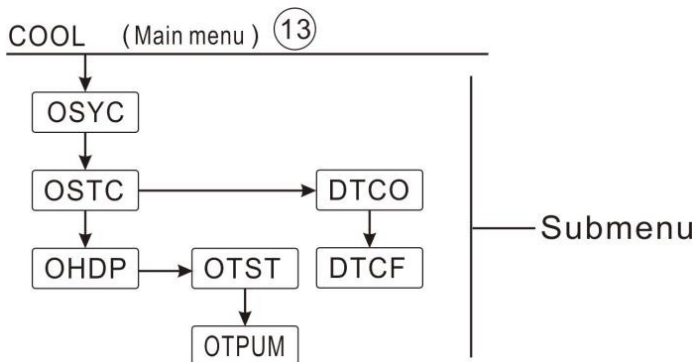 COOL (Main menu) 13
OSYC
OSTC DTCO
Submenu
OHDP OTST DTCF
OTPUM